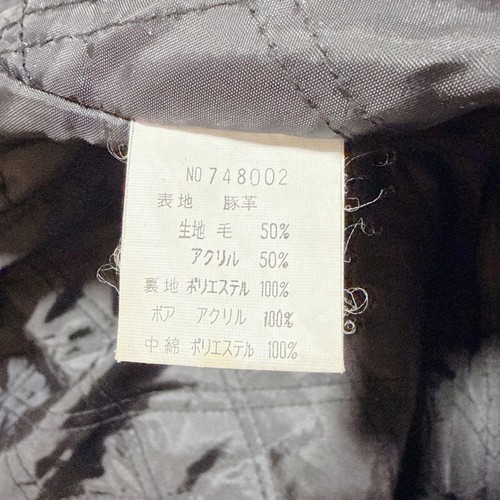 NO 748002
表地 豚革
生地 毛 50%
アクリル 50%
裏地 ポリエステル 100%
ボア アクリル 100%
中綿 ポリエステル 100%